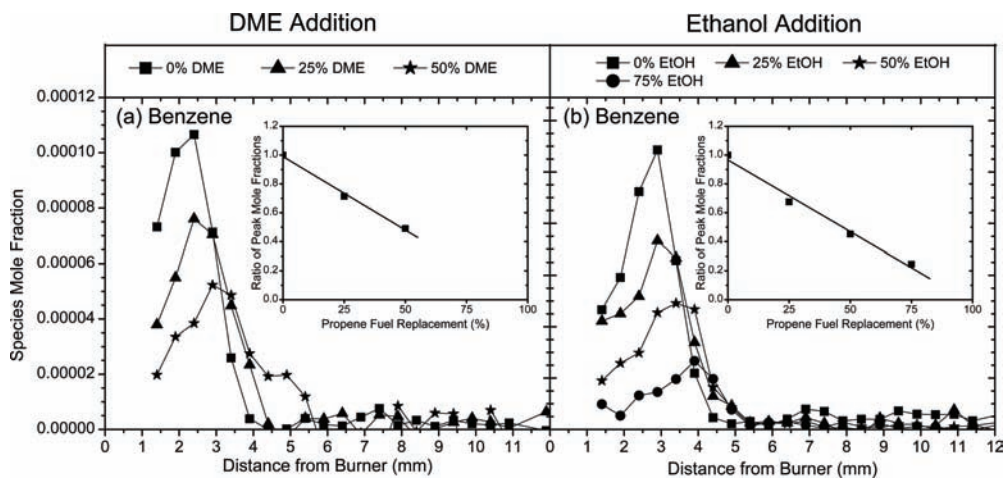 DME Addition
Ethanol Addition
0% DME 25% DME 50% DME
0% EtOH 25% EtOH 50% EtOH
75% EtOH
(a) Benzene
(b) Benzene
Species Mole Fraction
0.00012
0.00010
0.00008
0.00006
0.00004
0.00002
0.00000
0 1 2 3 4 5 6 7 8 9 10 11
Distance from Burner (mm)
0 1 2 3 4 5 6 7 8 9 10 11 12
Distance from Burner (mm)
Ratio of Peak Mole Fractions
1.2
1.0
0.8
0.6
0.4
0.2
0.0
0 25 50 75 100
Propene Fuel Replacement (%)
Ratio of Peak Mole Fractions
1.2
1.0
0.8
0.6
0.4
0.2
0.0
0 25 50 75 100
Propene Fuel Replacement (%)